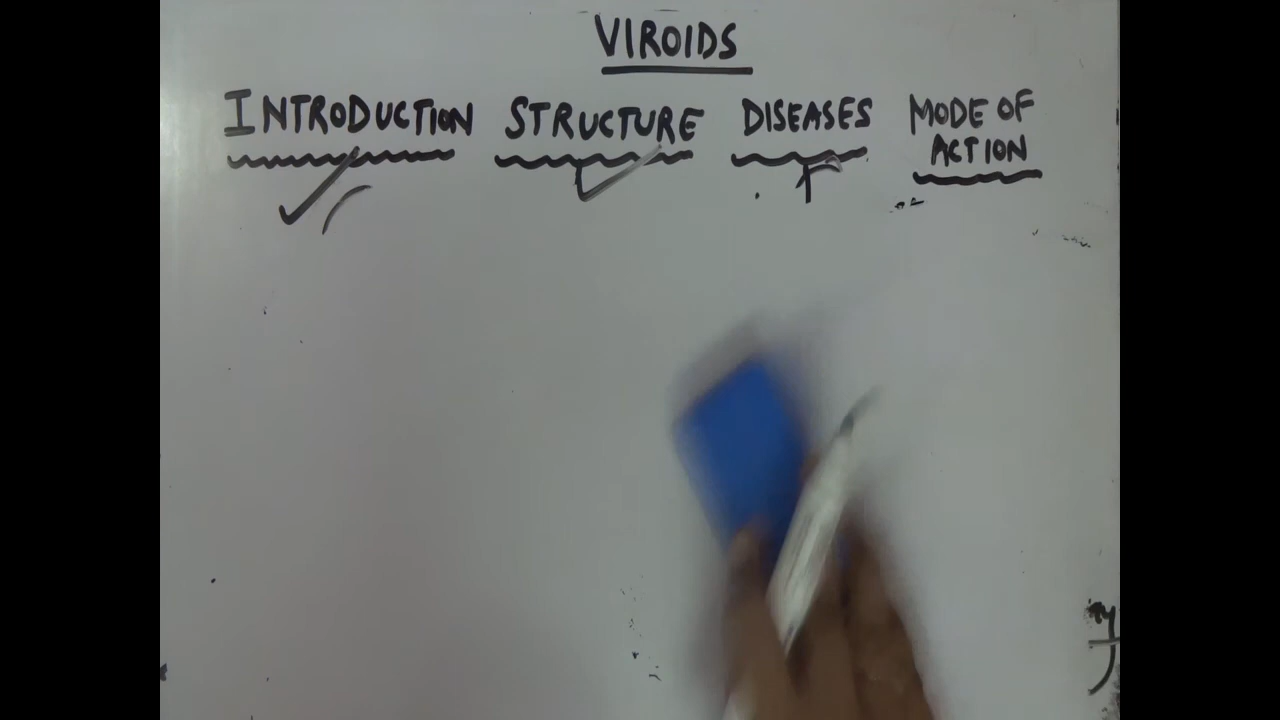 VIROIDS
INTRODUCTION STRUCTURE DISEASES MODE OF
ACTION